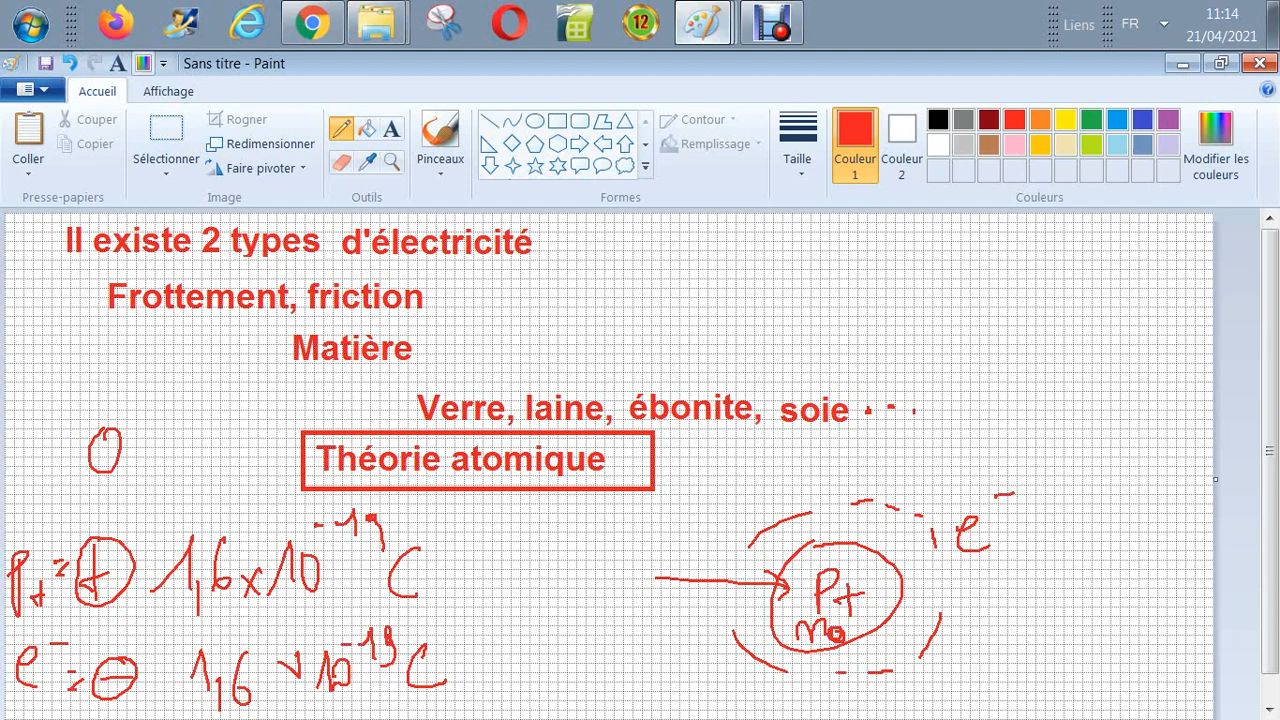 12
Liens
FR
11:14
21/04/2021
Sans titre - Paint
Accueil
Affichage
Coller
Couper
Copier
Presse-papiers
Sélectionner
Rogner
Redimensionner
Faire pivoter
Image
A
Outils
Pinceaux
Contour
Remplissage
Formes
Taille
Couleur 1
Couleur 2
Modifier les couleurs
Couleurs
Il existe 2 types d'électricité
Frottement, friction
Matière
Verre, laine, ébonite, soie ...
Théorie atomique
0
p+ = + 1,6 x 10^-19 C
e- = - 1,6 x 10^-19 C
e-
p+
n0